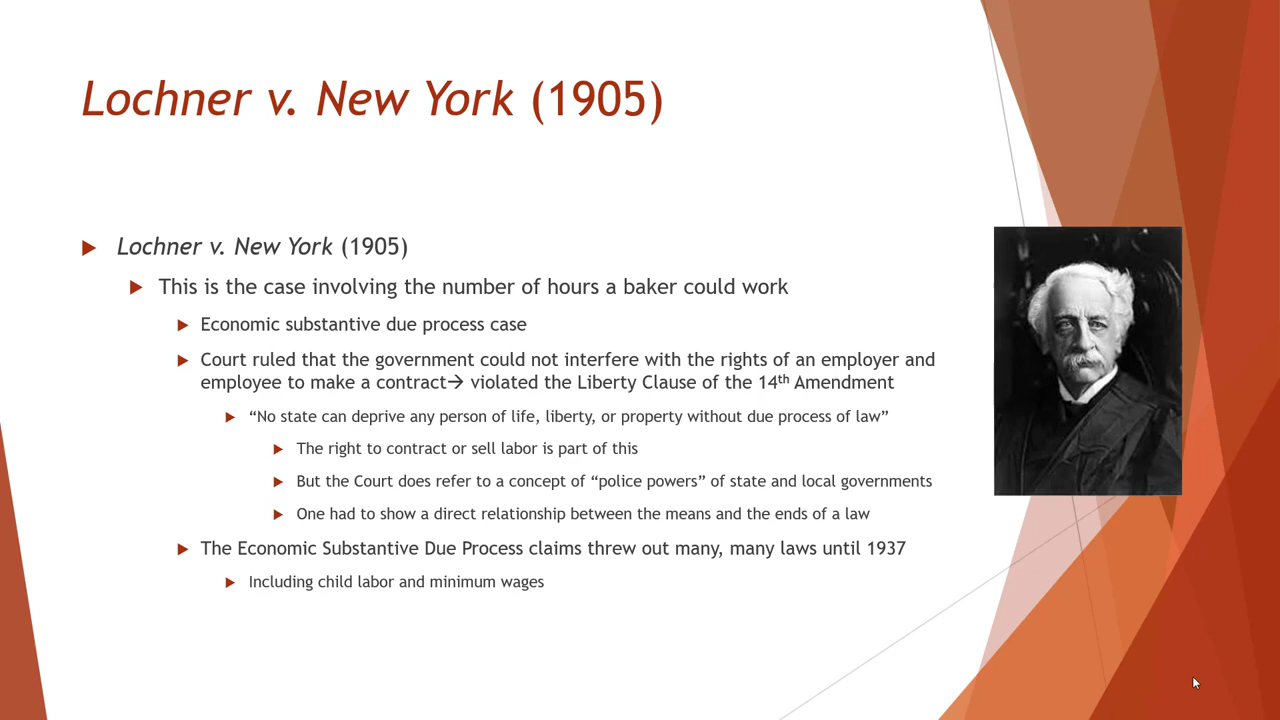 Lochner v. New York (1905)
Lochner v. New York (1905)
This is the case involving the number of hours a baker could work
Economic substantive due process case
Court ruled that the government could not interfere with the rights of an employer and
employee to make a contract→ violated the Liberty Clause of the 14th Amendment
“No state can deprive any person of life, liberty, or property without due process of law”
The right to contract or sell labor is part of this
But the Court does refer to a concept of “police powers” of state and local governments
One had to show a direct relationship between the means and the ends of a law
The Economic Substantive Due Process claims threw out many, many laws until 1937
Including child labor and minimum wages